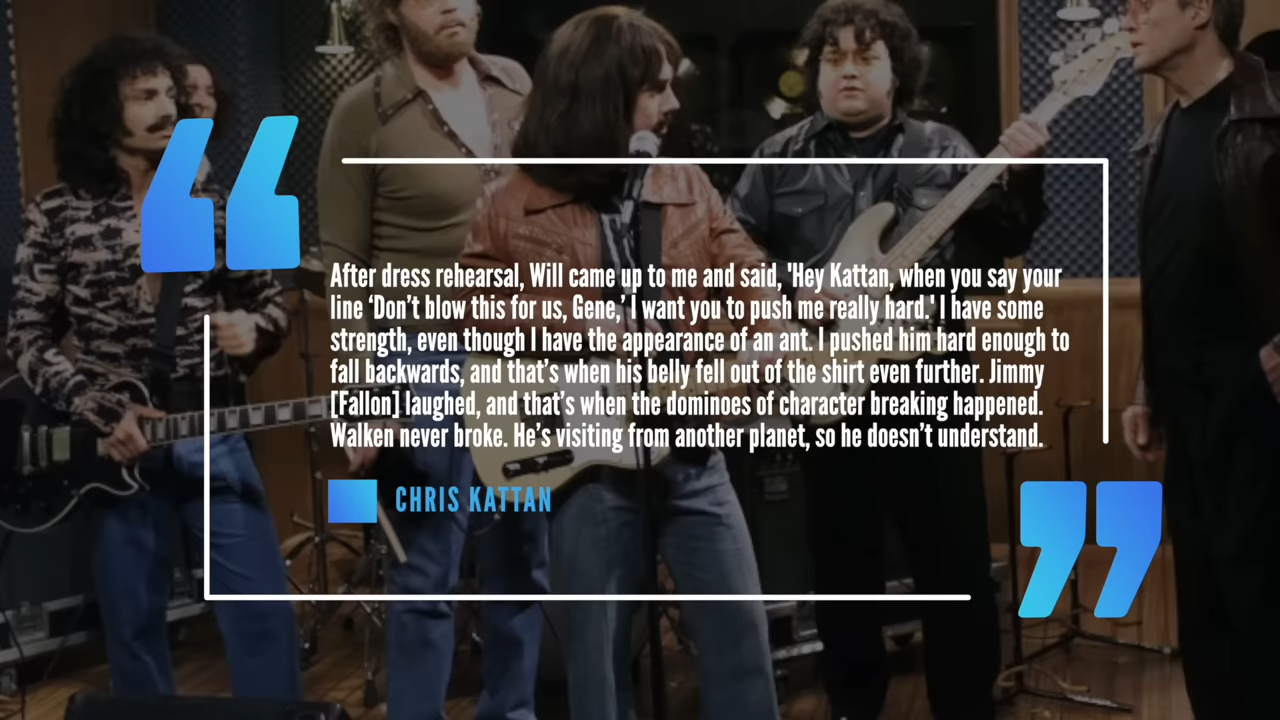 After dress rehearsal, Will came up to me and said, 'Hey Kattan, when you say your
line ‘Don’t blow this for us, Gene,’ I want you to push me really hard.' I have some
strength, even though I have the appearance of an ant. I pushed him hard enough to
fall backwards, and that’s when his belly fell out of the shirt even further. Jimmy
[Fallon] laughed, and that’s when the dominoes of character breaking happened.
Walken never broke. He’s visiting from another planet, so he doesn’t understand.
CHRIS KATTAN